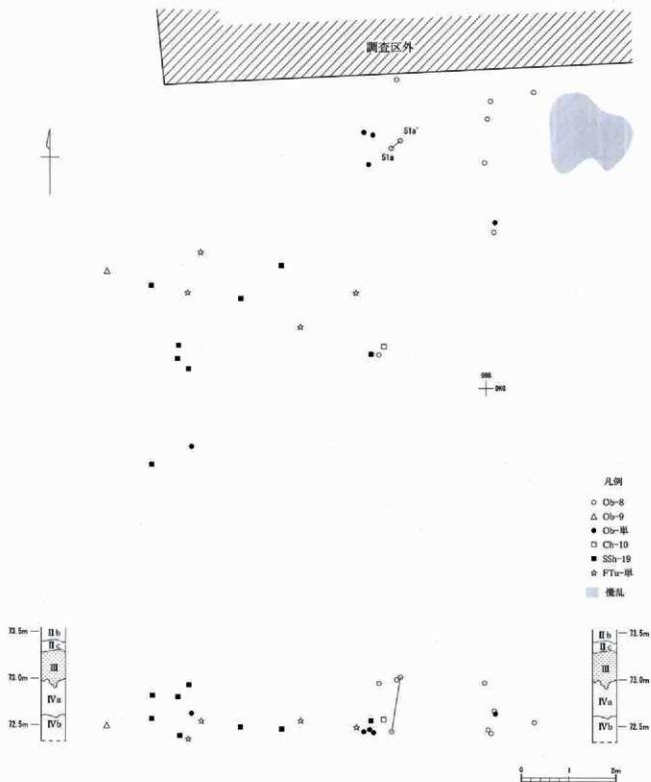 調査区外
51a'
51a
DKG
凡例
Ob-8
Ob-9
Ob-単
Ch-10
SSh-19
FTu-単
攪乱
73.5m
Ⅱb
Ⅱc
Ⅲ
73.0m
Ⅳa
72.5m
Ⅳb
Ⅱb
73.5m
Ⅱc
Ⅲ
73.0m
Ⅳa
72.5m
Ⅳb
0 1 2m